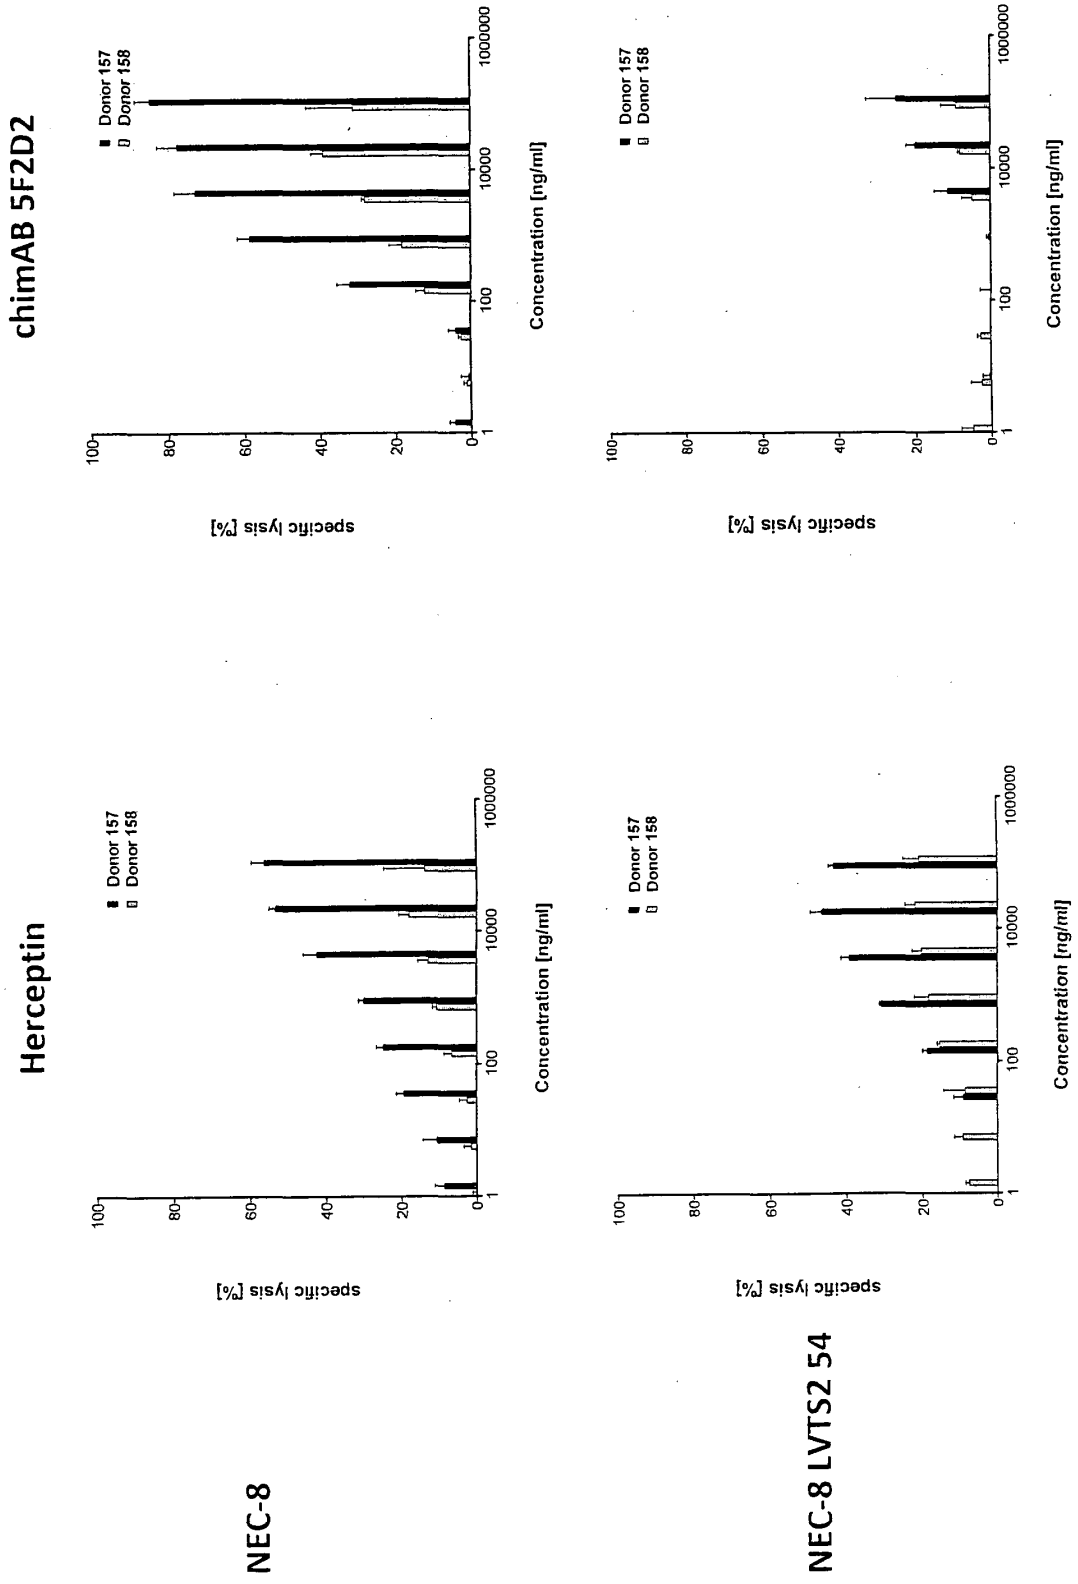 Herceptin
chimAB 5F2D2
NEC-8
specific lysis [%]
100
80
60
40
20
0
1
100
10000
1000000
Concentration [ng/ml]
Donor 157
Donor 158
specific lysis [%]
100
80
60
40
20
0
1
100
10000
1000000
Concentration [ng/ml]
Donor 157
Donor 158
NEC-8 LVTS2 54
specific lysis [%]
100
80
60
40
20
0
1
100
10000
1000000
Concentration [ng/ml]
Donor 157
Donor 158
specific lysis [%]
100
80
60
40
20
0
1
100
10000
1000000
Concentration [ng/ml]
Donor 157
Donor 158